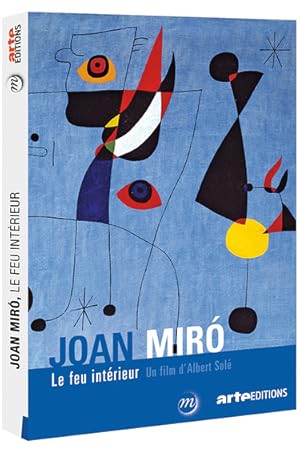 arte
EDITIONS
m
JOAN MIRÓ, LE FEU INTÉRIEUR
JOAN MIRÓ
Le feu intérieur Un film d'Albert Solé
m arteEDITIONS